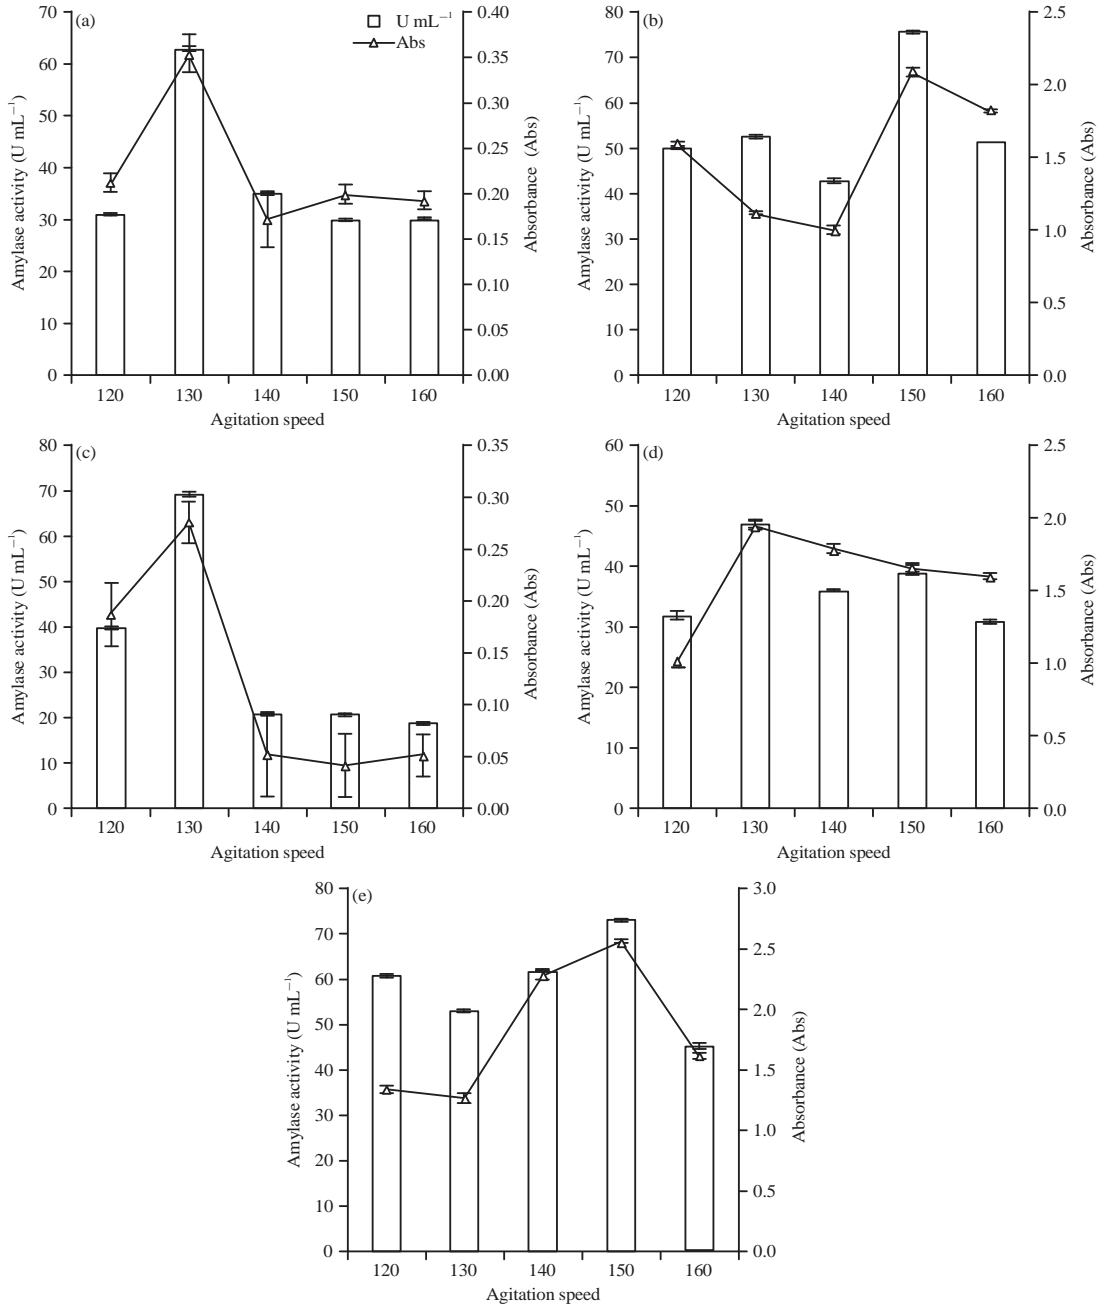 (a)
U mL⁻¹
Abs
70
60
50
40
30
20
10
0
Amylase activity (U mL⁻¹)
0.40
0.35
0.30
0.25
0.20
0.15
0.10
0.05
0.00
Absorbance (Abs)
120 130 140 150 160
Agitation speed
(b)
80
70
60
50
40
30
20
10
0
Amylase activity (U mL⁻¹)
2.5
2.0
1.5
1.0
0.5
0.0
Absorbance (Abs)
120 130 140 150 160
Agitation speed
(c)
80
70
60
50
40
30
20
10
0
Amylase activity (U mL⁻¹)
0.35
0.30
0.25
0.20
0.15
0.10
0.05
0.00
Absorbance (Abs)
120 130 140 150 160
Agitation speed
(d)
60
50
40
30
20
10
0
Amylase activity (U mL⁻¹)
2.5
2.0
1.5
1.0
0.5
0.0
Absorbance (Abs)
120 130 140 150 160
Agitation speed
(e)
80
70
60
50
40
30
20
10
0
Amylase activity (U mL⁻¹)
3.0
2.5
2.0
1.5
1.0
0.5
0.0
Absorbance (Abs)
120 130 140 150 160
Agitation speed